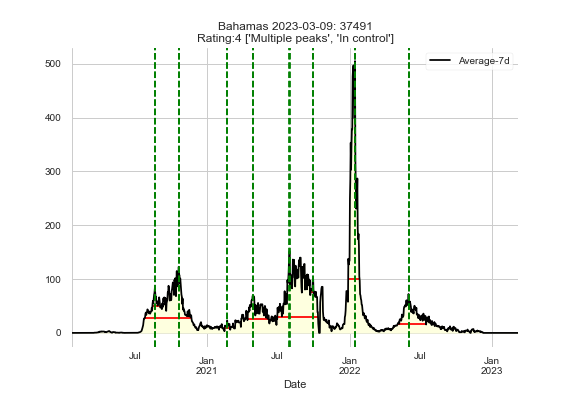 Bahamas 2023-03-09: 37491
Rating:4 ['Multiple peaks', 'In control']
Average-7d
500
400
300
200
100
0
Jul
Jan
2021
Jul
Jan
2022
Jul
Jan
2023
Date